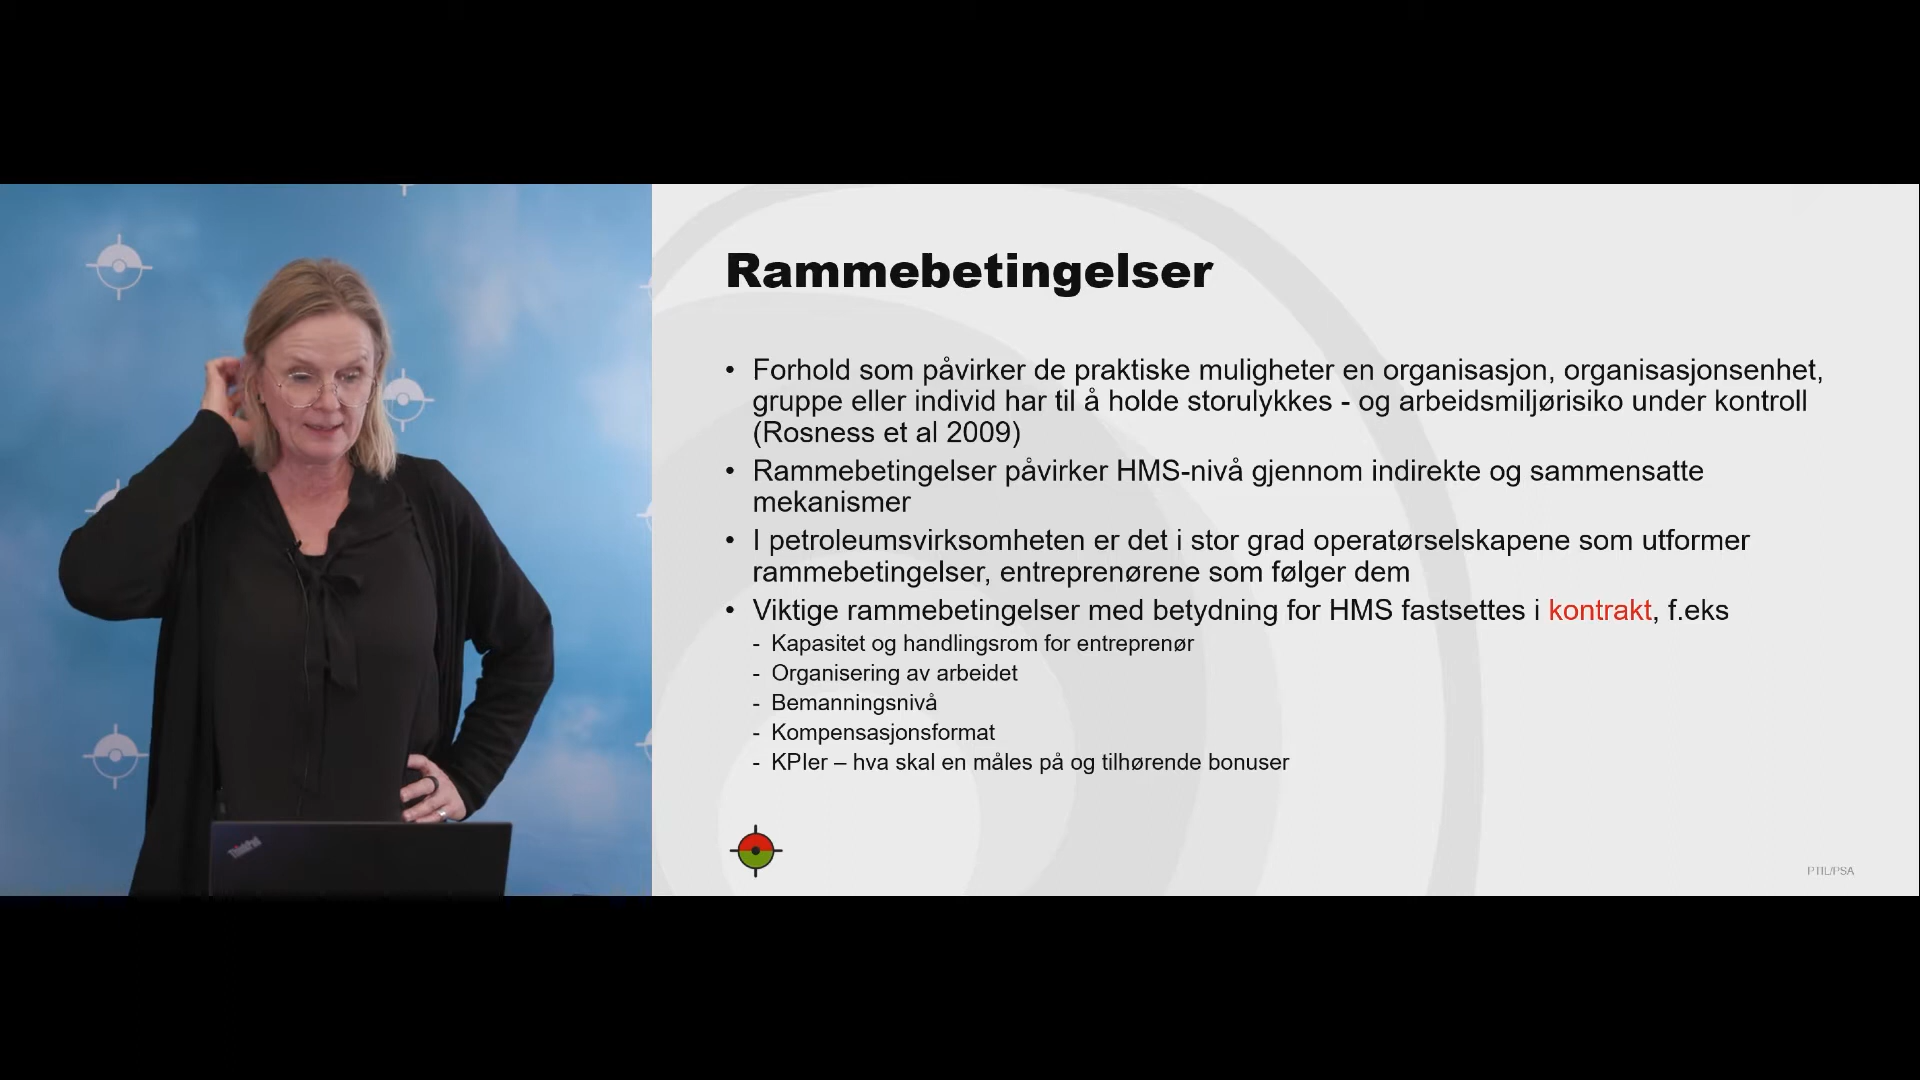 Rammebetingelser
• Forhold som påvirker de praktiske muligheter en organisasjon, organisasjonsenhet,
gruppe eller individ har til å holde storulykkes - og arbeidsmiljørisiko under kontroll
(Rosness et al 2009)
• Rammebetingelser påvirker HMS-nivå gjennom indirekte og sammensatte
mekanismer
• I petroleumsvirksomheten er det i stor grad operatørselskapene som utformer
rammebetingelser, entreprenørene som følger dem
• Viktige rammebetingelser med betydning for HMS fastsettes i kontrakt, f.eks
- Kapasitet og handlingsrom for entreprenør
- Organisering av arbeidet
- Bemanningsnivå
- Kompensasjonsformat
- KPIer – hva skal en måles på og tilhørende bonuser
ThinkPad
PTIL/PSA